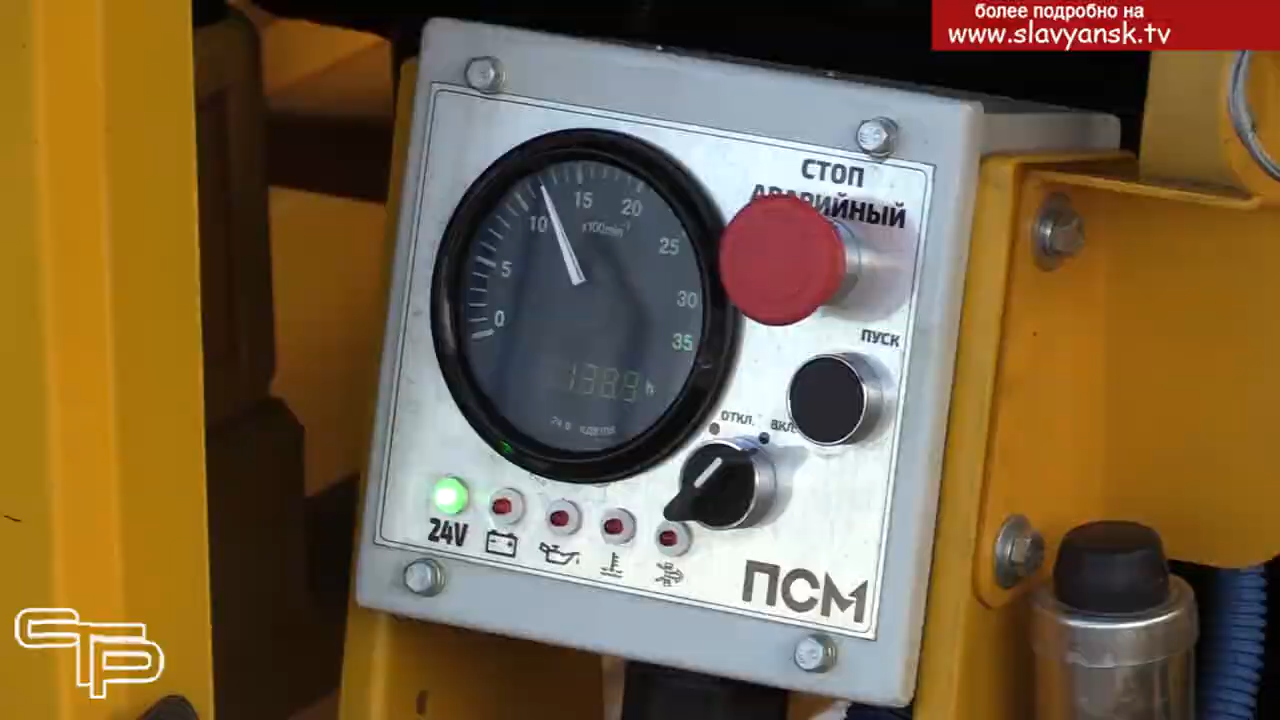 более подробно на
www.slavyansk.tv
СТОП
АВАРИЙНЫЙ
15
20
10
x100min⁻¹
25
5
30
0
35
ПУСК
1389 h
ОТКЛ.
ВКЛ.
24V
ПСМ
СТР